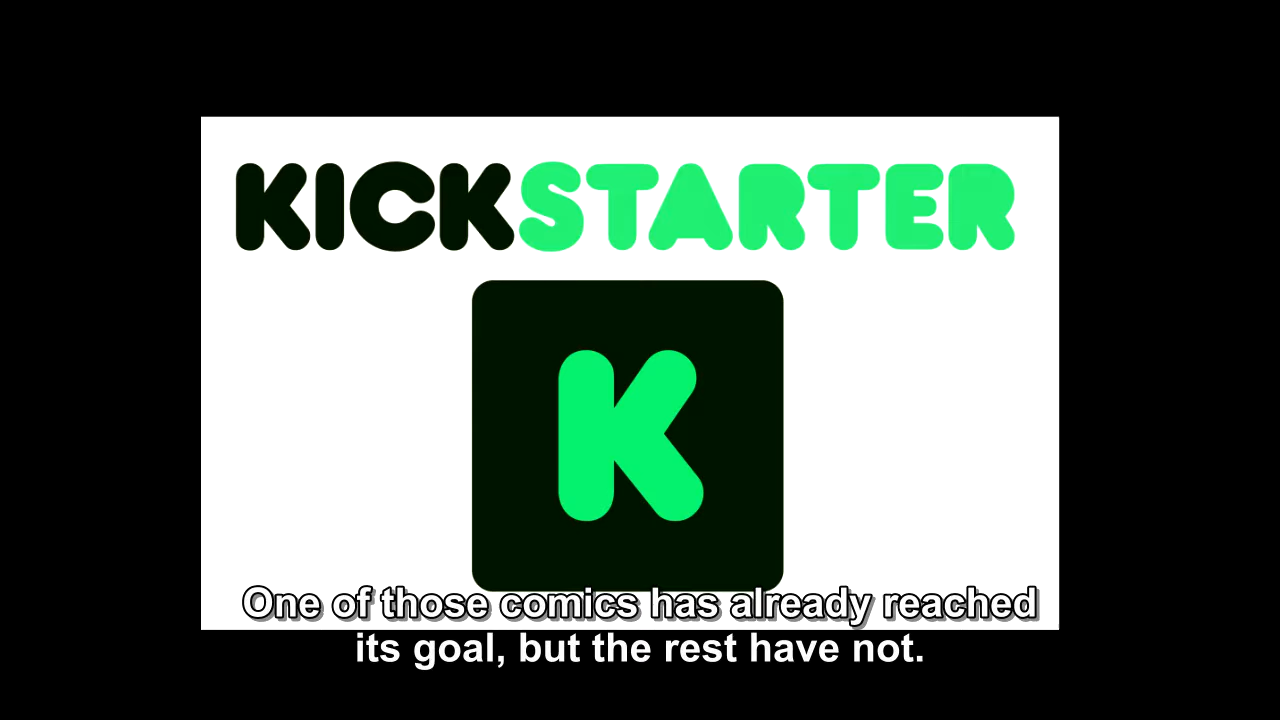 KICKSTARTER
K
One of those comics has already reached
its goal, but the rest have not.